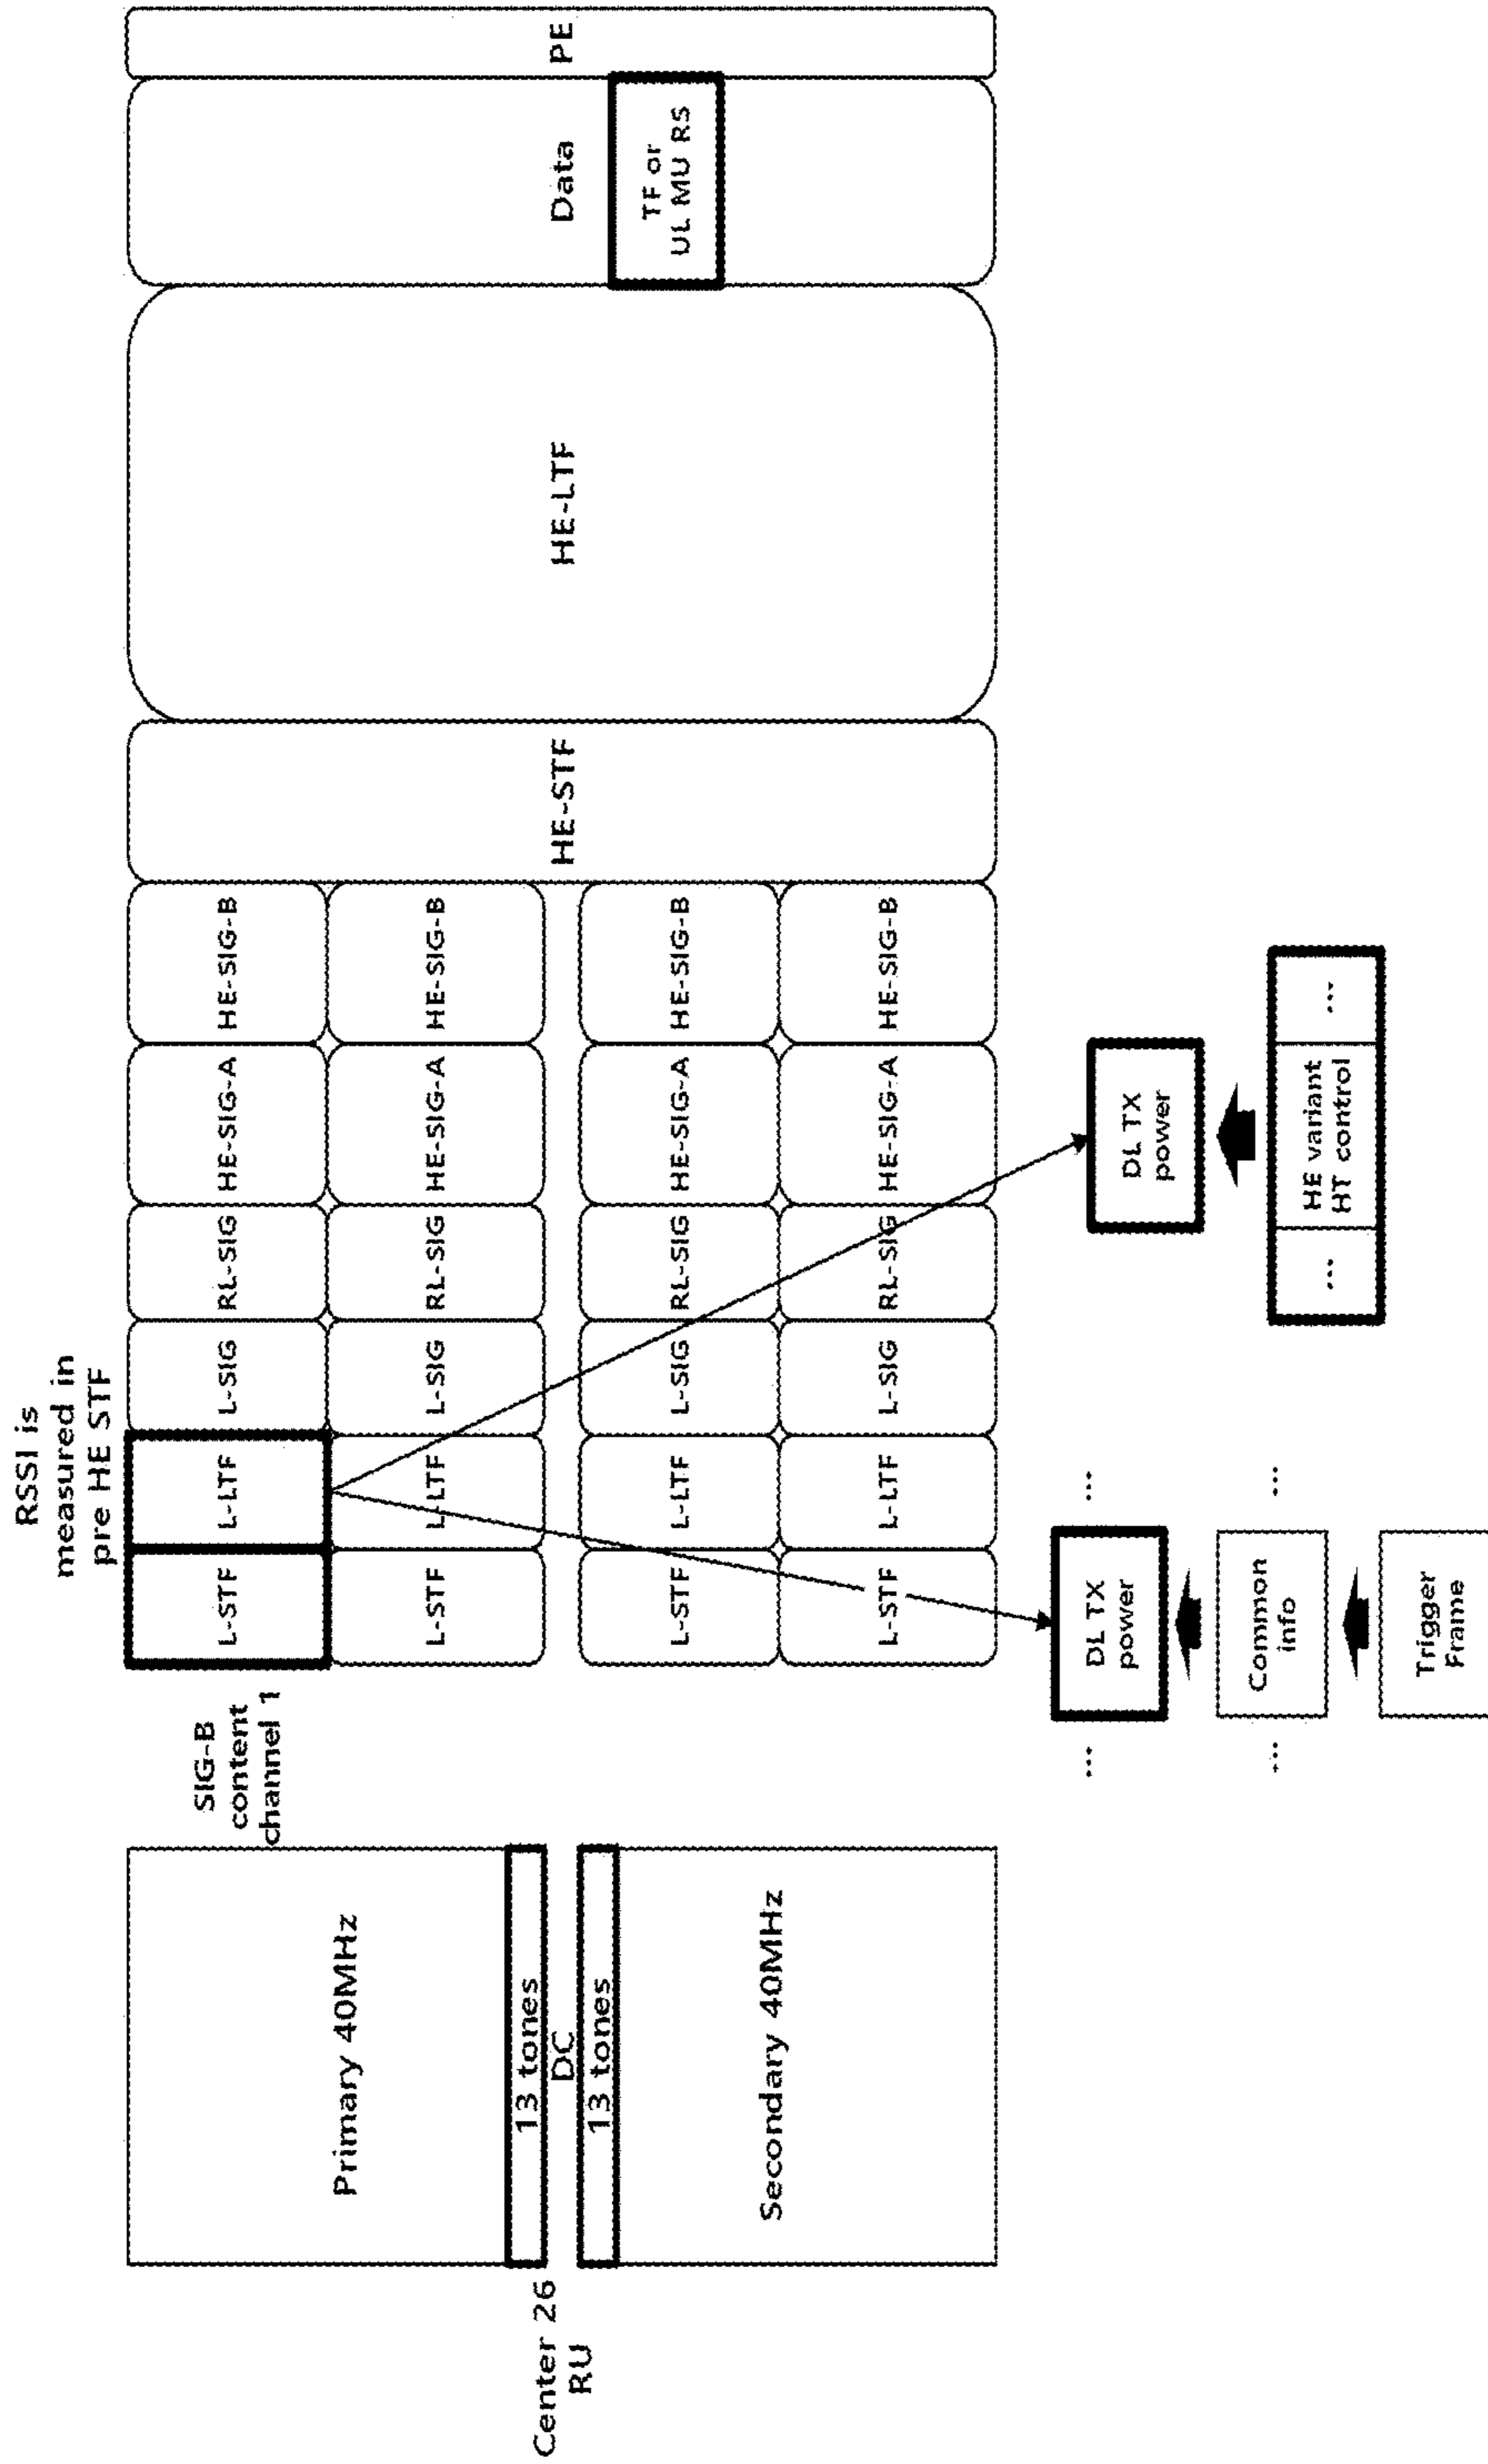 RSSI is
measured in
pre HE STF
SIG-B
content
channel 1
Primary 40MHz
13 tones
DC
13 tones
Secondary 40MHz
Center 26
RU
L-STF
L-LTF
L-SIG
RL-SIG
HE-SIG-A
HE-SIG-B
L-STF
L-LTF
L-SIG
RL-SIG
HE-SIG-A
HE-SIG-B
L-STF
L-LTF
L-SIG
RL-SIG
HE-SIG-A
HE-SIG-B
L-STF
L-LTF
L-SIG
RL-SIG
HE-SIG-A
HE-SIG-B
HE-STF
HE-LTF
Data
TF or
UL MU RS
PE
...
DL TX
power
...
...
Common
info
...
Trigger
Frame
DL TX
power
...
HE variant
HT control
...